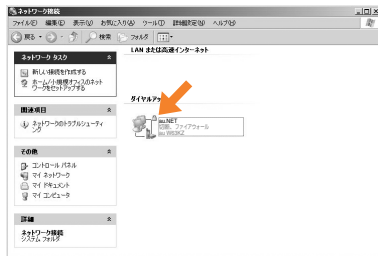 ネットワーク接続
ファイル(F) 編集(E) 表示(V) お気に入り(A) ツール(T) 詳細設定(N) ヘルプ(H)
戻る 検索 フォルダ
ネットワーク タスク
新しい接続を作成する
ホーム/小規模オフィスのネットワークをセットアップする
関連項目
ネットワークのトラブルシューティング
その他
コントロール パネル
マイ ネットワーク
マイ ドキュメント
マイ コンピュータ
詳細
ネットワーク接続
システム フォルダ
LAN または高速インターネット
ダイヤルア
au.NET
切断、ファイアウォール
au W63KZ